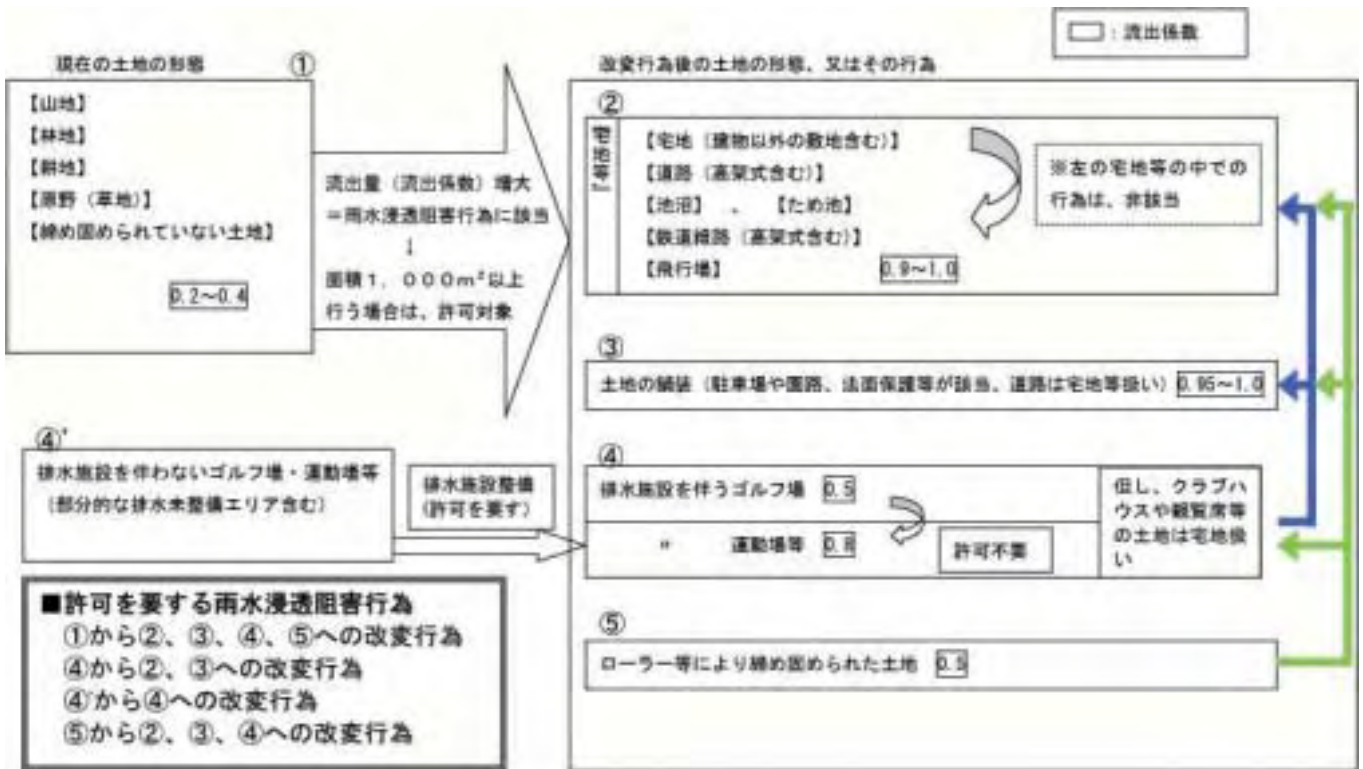 □：流出係数
現在の土地の形態
①
【山地】
【林地】
【耕地】
【原野（草地）】
【締め固められていない土地】
0.2～0.4
流出量（流出係数）増大
＝雨水浸透阻害行為に該当
↓
面積１，０００m²以上
行う場合は、許可対象
改変行為後の土地の形態、又はその行為
②
宅地等
【宅地（建物以外の敷地含む）】
【道路（高架式含む）】
【池沼】 、 【ため池】
【鉄道線路（高架式含む）】
【飛行場】 0.9～1.0
※左の宅地等の中での
行為は、非該当
③
土地の舗装（駐車場や園路、法面保護等が該当、道路は宅地等扱い） 0.95～1.0
④'
排水施設を伴わないゴルフ場・運動場等
（部分的な排水未整備エリア含む）
排水施設整備
（許可を要す）
④
排水施設を伴うゴルフ場 0.5
〃 運動場等 0.8
許可不要
但し、クラブハ
ウスや観覧席等
の土地は宅地扱
い
⑤
ローラー等により締め固められた土地 0.5
■許可を要する雨水浸透阻害行為
①から②、③、④、⑤への改変行為
④から②、③への改変行為
④'から④への改変行為
⑤から②、③、④への改変行為